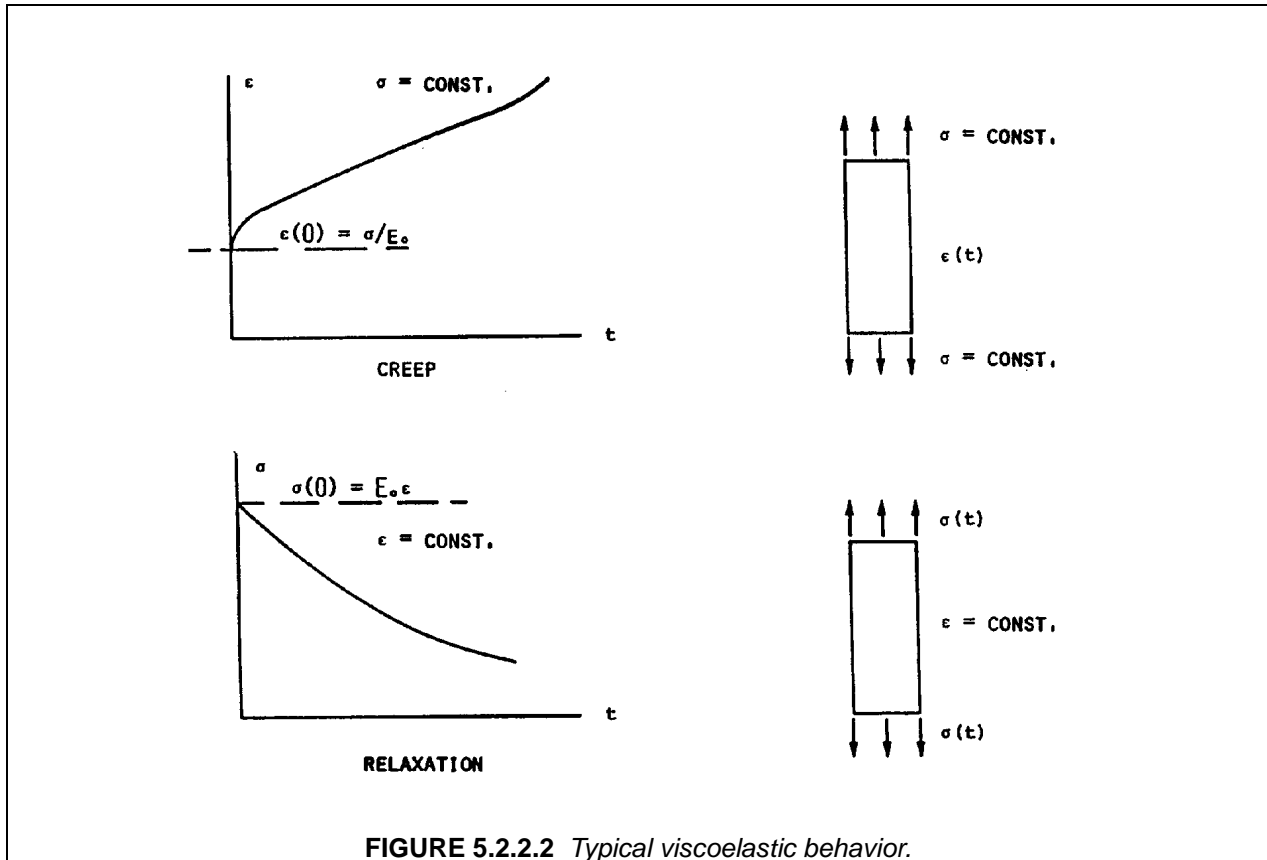 ε
σ = CONST.
ε(0) = σ/E₀
t
CREEP
σ = CONST.
ε(t)
σ = CONST.
σ
σ(0) = E₀ε
ε = CONST.
t
RELAXATION
σ(t)
ε = CONST.
σ(t)
FIGURE 5.2.2.2 Typical viscoelastic behavior.